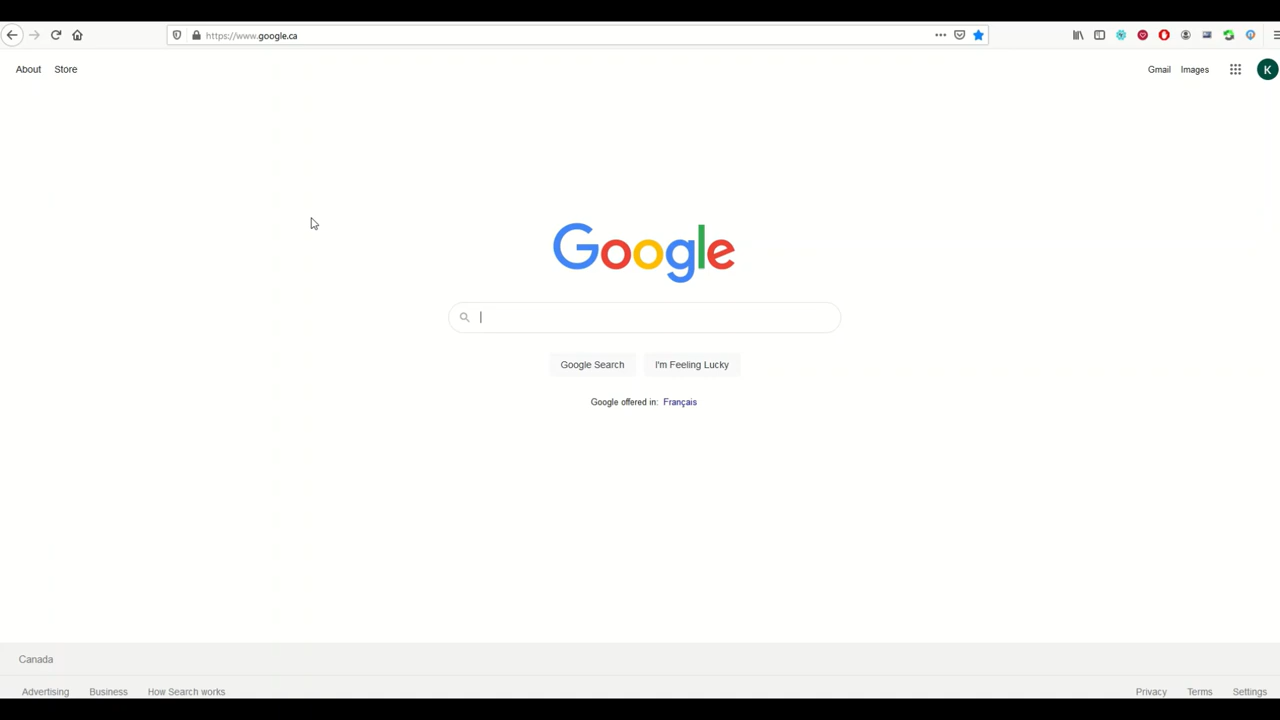 https://www.google.ca
About Store
Gmail Images
K
Google
Google Search I'm Feeling Lucky
Google offered in: Français
Canada
Advertising Business How Search works
Privacy Terms Settings